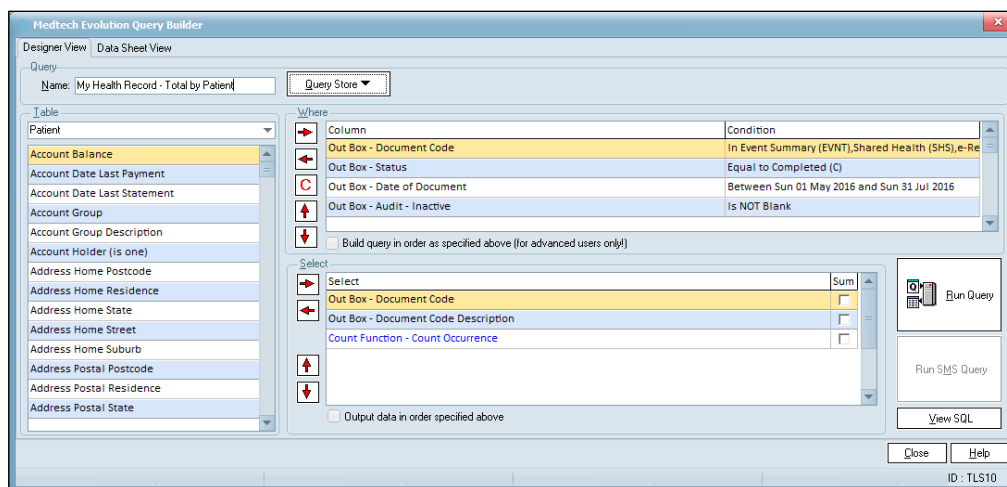 Medtech Evolution Query Builder
Designer View Data Sheet View
Query
Name: My Health Record - Total by Patient
Query Store
Table
Patient
Account Balance
Account Date Last Payment
Account Date Last Statement
Account Group
Account Group Description
Account Holder (is one)
Address Home Postcode
Address Home Residence
Address Home State
Address Home Street
Address Home Suburb
Address Postal Postcode
Address Postal Residence
Address Postal State
Where
Column Condition
Out Box - Document Code In Event Summary (EVNT),Shared Health (SHS),e-Re
Out Box - Status Equal to Completed (C)
Out Box - Date of Document Between Sun 01 May 2016 and Sun 31 Jul 2016
Out Box - Audit - Inactive Is NOT Blank
C
Build query in order as specified above (for advanced users only!)
Select
Select Sum
Out Box - Document Code
Out Box - Document Code Description
Count Function - Count Occurrence
Output data in order specified above
Run Query
Run SMS Query
View SQL
Close Help
ID : TLS10